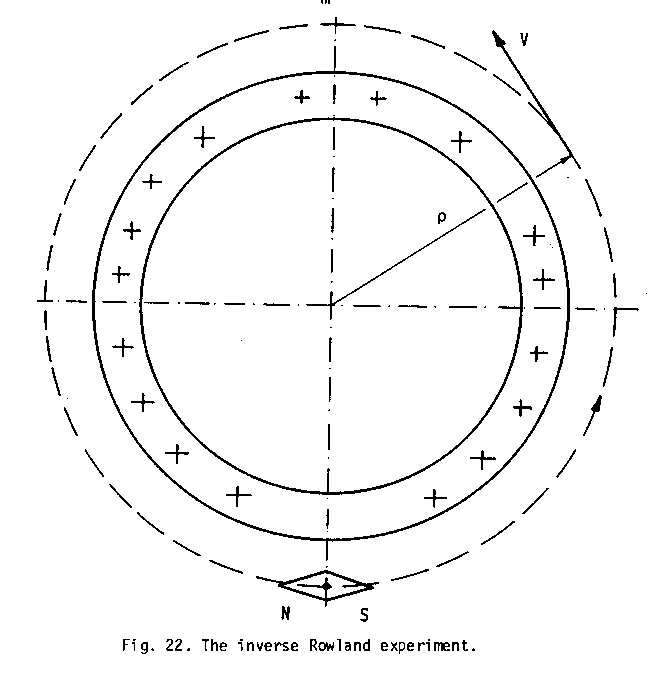 V
ρ
N S
Fig. 22. The inverse Rowland experiment.